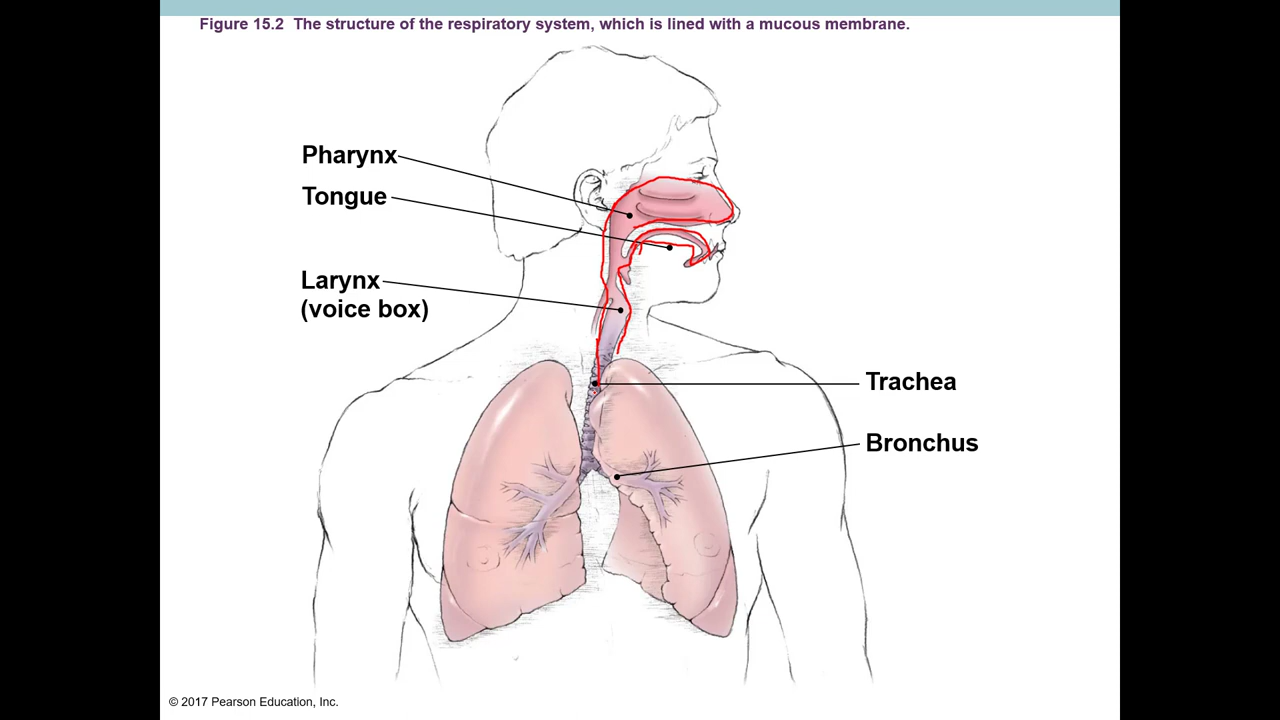 Figure 15.2 The structure of the respiratory system, which is lined with a mucous membrane.
Pharynx
Tongue
Larynx
(voice box)
Trachea
Bronchus
© 2017 Pearson Education, Inc.